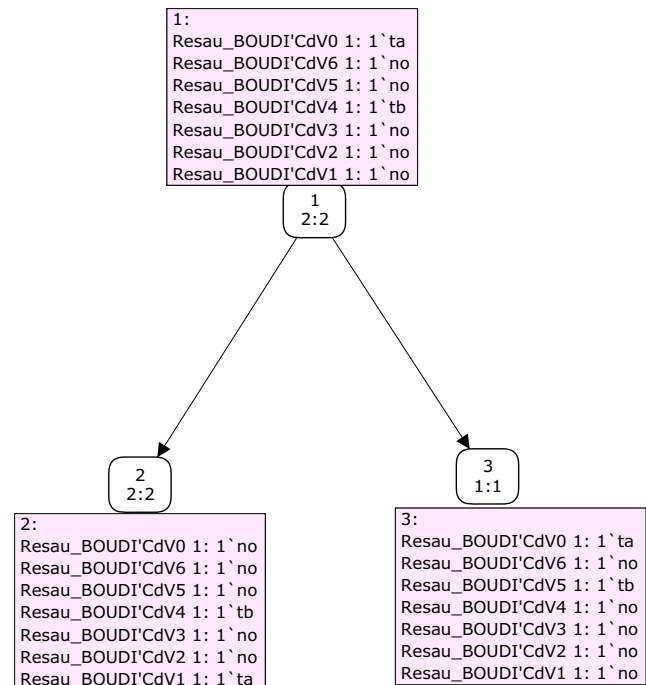 1:
Resau_BOUDI'CdV0 1: 1`ta
Resau_BOUDI'CdV6 1: 1`no
Resau_BOUDI'CdV5 1: 1`no
Resau_BOUDI'CdV4 1: 1`tb
Resau_BOUDI'CdV3 1: 1`no
Resau_BOUDI'CdV2 1: 1`no
Resau_BOUDI'CdV1 1: 1`no
1
2:2
2
2:2
2:
Resau_BOUDI'CdV0 1: 1`no
Resau_BOUDI'CdV6 1: 1`no
Resau_BOUDI'CdV5 1: 1`no
Resau_BOUDI'CdV4 1: 1`tb
Resau_BOUDI'CdV3 1: 1`no
Resau_BOUDI'CdV2 1: 1`no
Resau_BOUDI'CdV1 1: 1`ta
3
1:1
3:
Resau_BOUDI'CdV0 1: 1`ta
Resau_BOUDI'CdV6 1: 1`no
Resau_BOUDI'CdV5 1: 1`tb
Resau_BOUDI'CdV4 1: 1`no
Resau_BOUDI'CdV3 1: 1`no
Resau_BOUDI'CdV2 1: 1`no
Resau_BOUDI'CdV1 1: 1`no